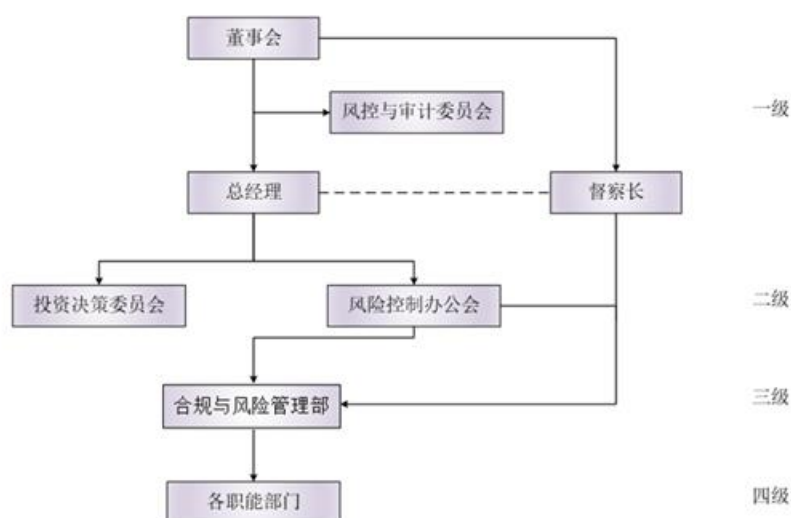 董事会
风控与审计委员会
一级
总经理
督察长
投资决策委员会
风险控制办公会
二级
合规与风险管理部
三级
各职能部门
四级